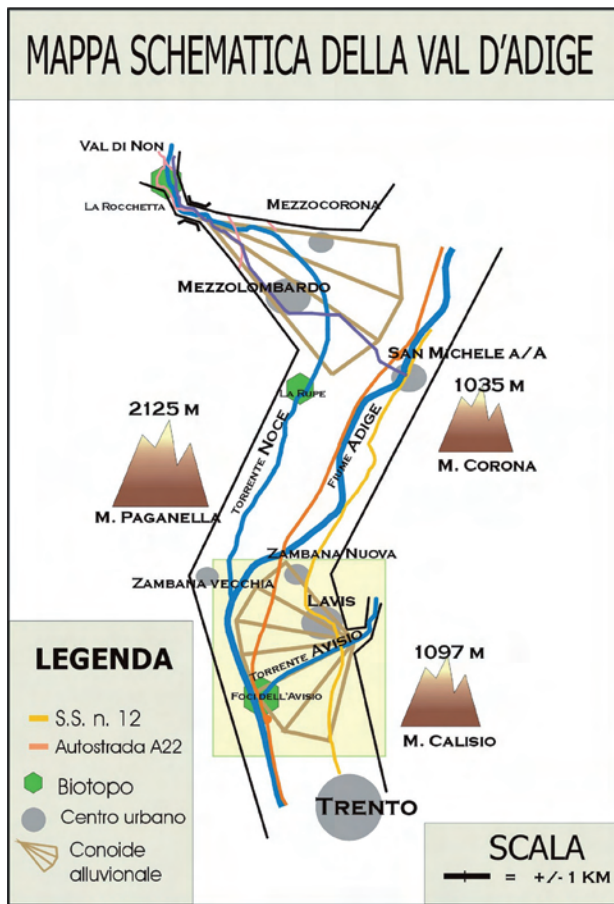 MAPPA SCHEMATICA DELLA VAL D'ADIGE
VAL DI NON
LA ROCCHETTA
MEZZOCORONA
MEZZOLOMBARDO
SAN MICHELE A/A
1035 M
M. CORONA
LA RUPE
2125 M
M. PAGANELLA
TORRENTE NOCE
FIUME ADIGE
ZAMBANA NUOVA
ZAMBANA VECCHIA
LAVIS
TORRENTE AVISIO
FOCI DELL'AVISIO
1097 M
M. CALISIO
TRENTO
LEGENDA
S.S. n. 12
Autostrada A22
Biotopo
Centro urbano
Conoide
alluvionale
SCALA
= +/- 1 KM